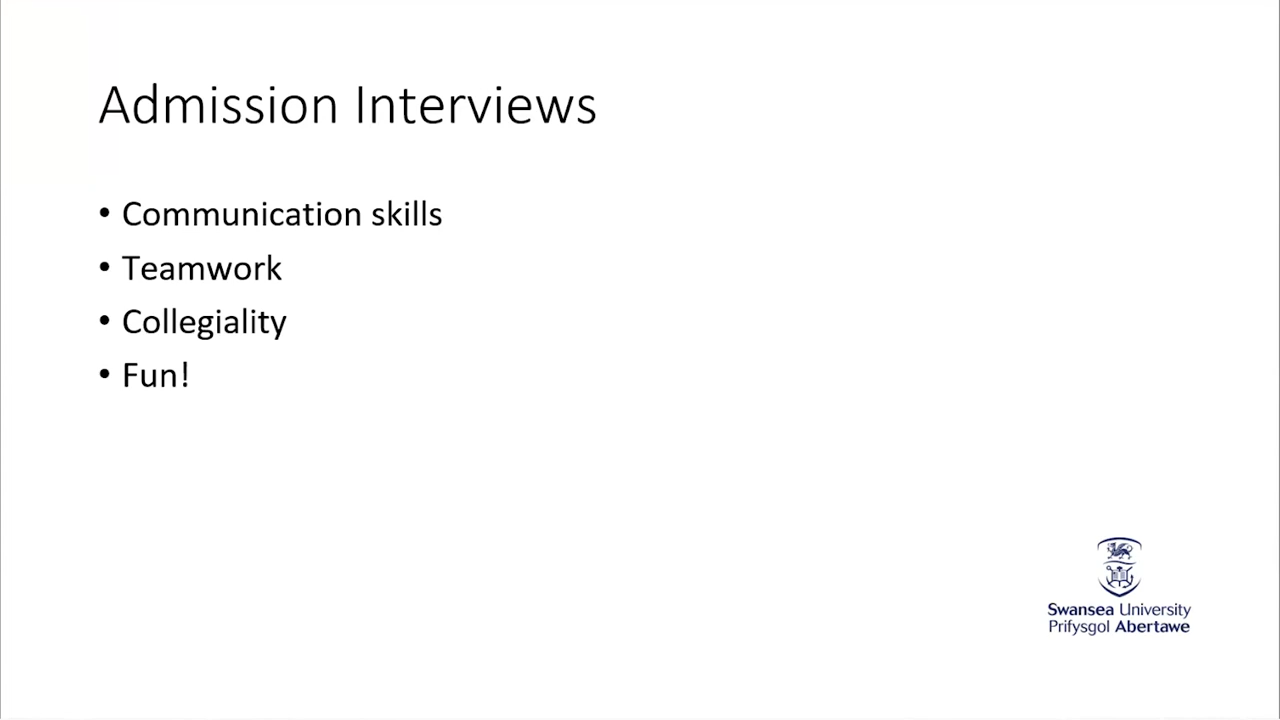 Admission Interviews
• Communication skills
• Teamwork
• Collegiality
• Fun!
Swansea University
Prifysgol Abertawe